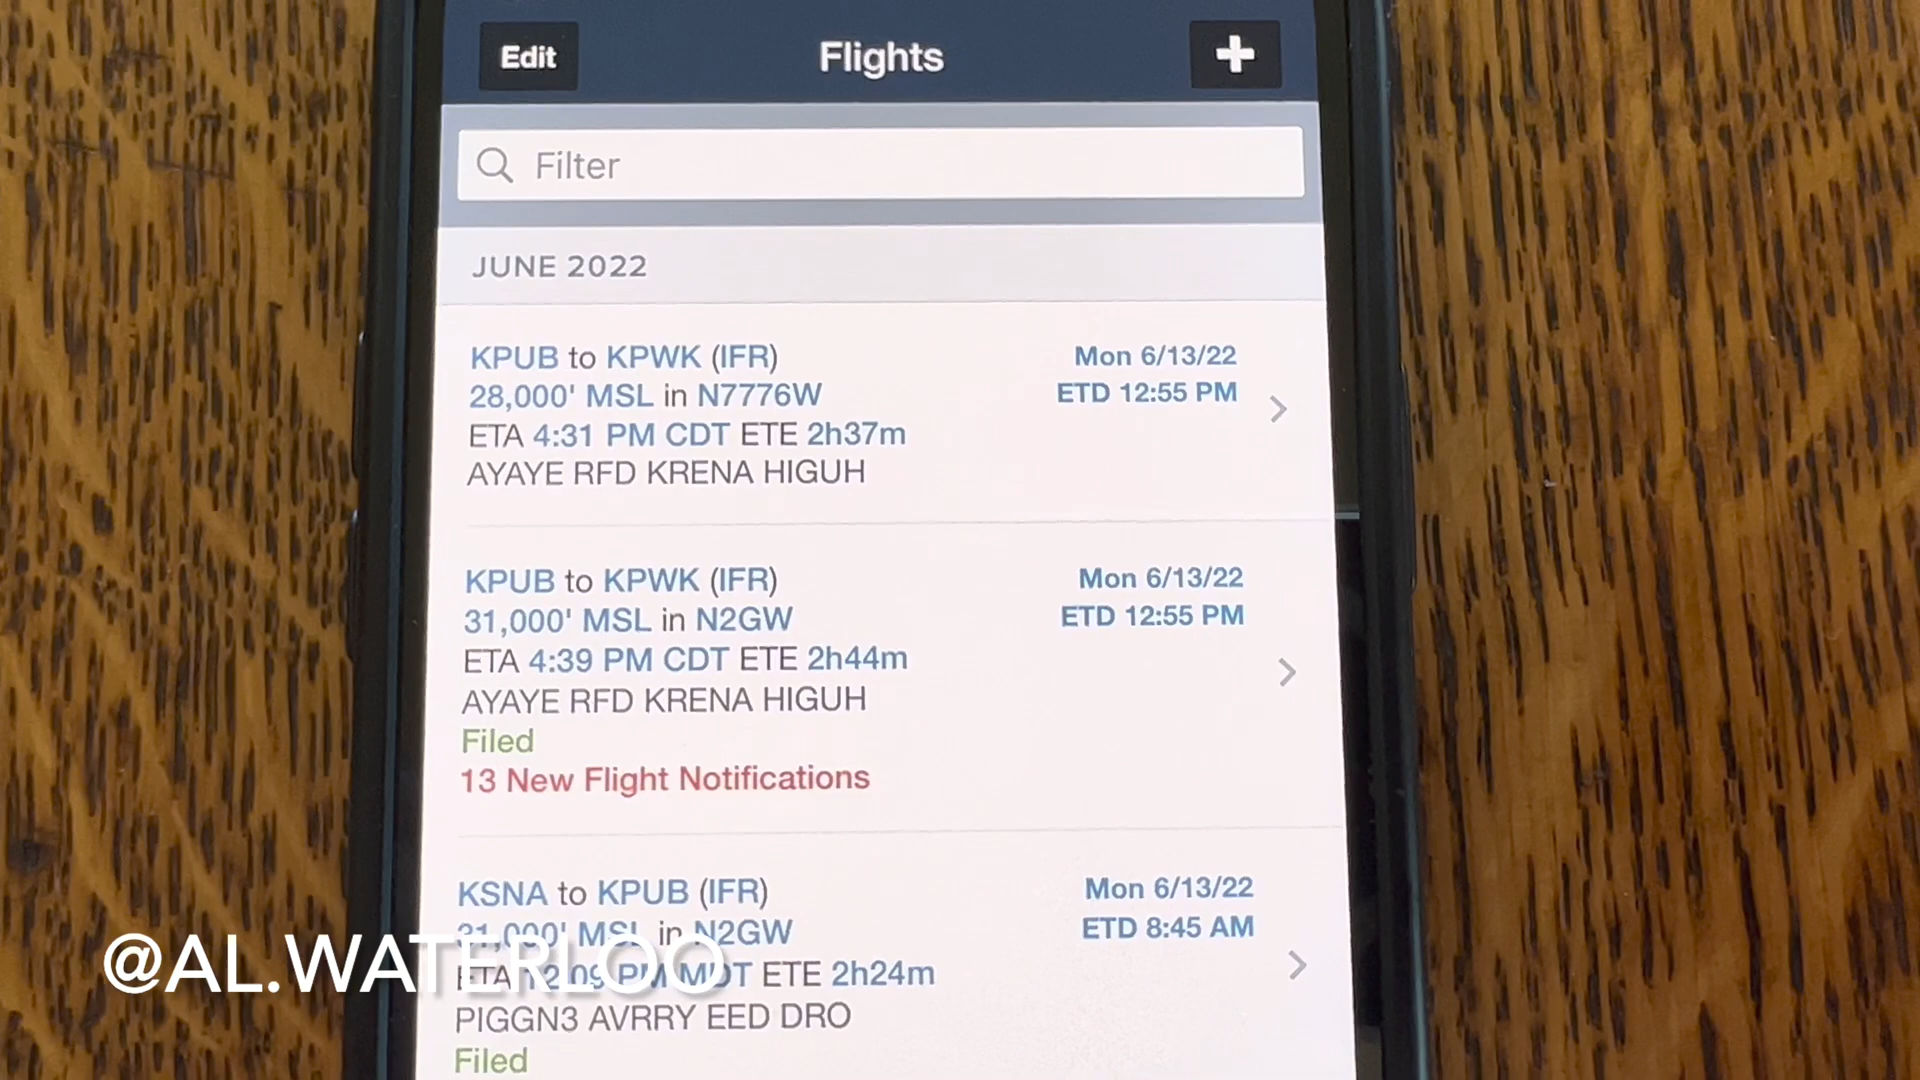 Edit
Flights
+
Filter
JUNE 2022
KPUB to KPWK (IFR)
Mon 6/13/22
28,000' MSL in N7776W
ETD 12:55 PM
ETA 4:31 PM CDT ETE 2h37m
AYAYE RFD KRENA HIGUH
KPUB to KPWK (IFR)
Mon 6/13/22
31,000' MSL in N2GW
ETD 12:55 PM
ETA 4:39 PM CDT ETE 2h44m
AYAYE RFD KRENA HIGUH
Filed
13 New Flight Notifications
KSNA to KPUB (IFR)
Mon 6/13/22
MSL in N2GW
ETD 8:45 AM
ETA 12:09 PM MDT ETE 2h24m
@AL.WATERLOO
PIGGN3 AVRRY EED DRO
Filed